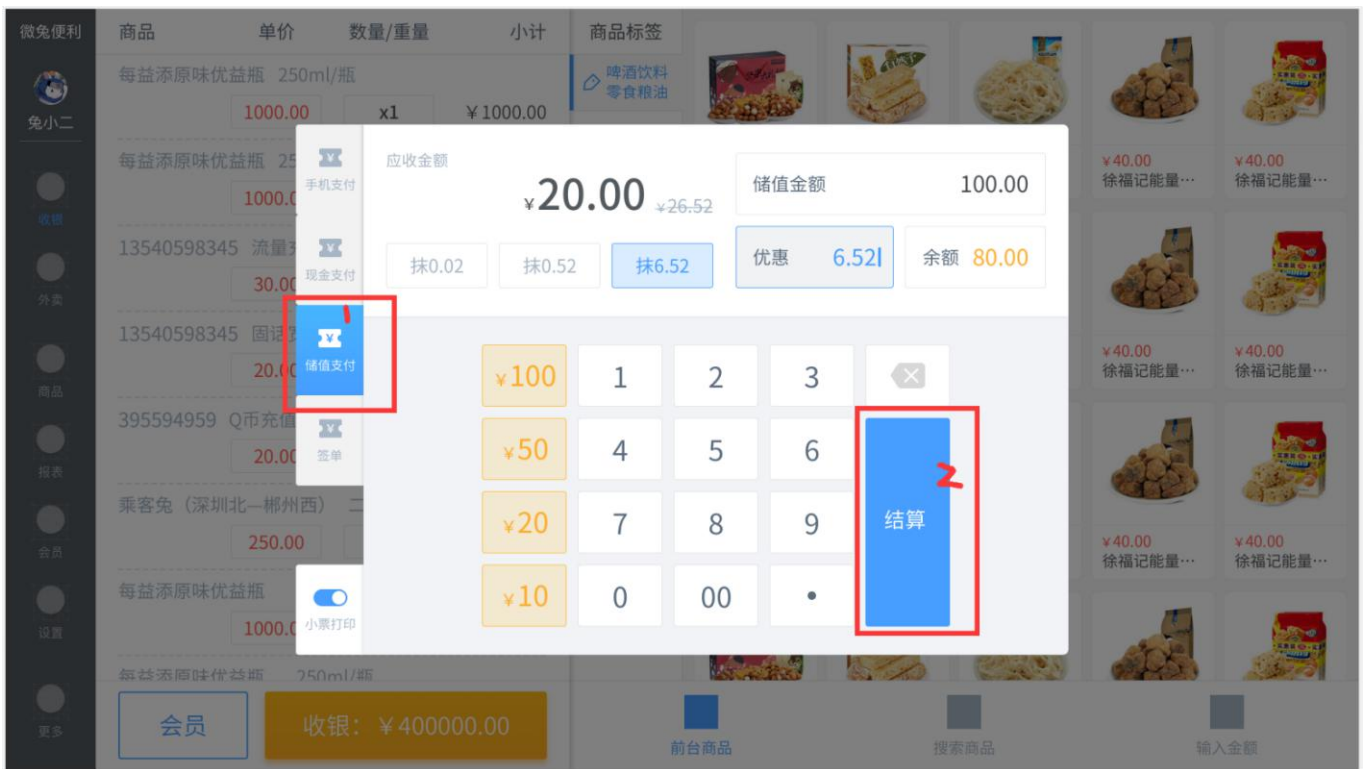 微兔便利
兔小二
收银
外卖
商品
报表
会员
设置
更多
商品 单价 数量/重量 小计
每益添原味优益瓶 250ml/瓶
1000.00 x1 ￥1000.00
每益添原味优益瓶 25
1000.0
13540598345 流量
30.00
13540598345 固话
20.00
395594959 Q币充值
20.00
乘客兔（深圳北—郴州西） 二
250.00
每益添原味优益瓶
1000.0
每益添原味优益瓶 250ml/瓶
会员
收银：￥400000.00
手机支付
现金支付
1
储值支付
签单
小票打印
应收金额
¥20.00 ¥26.52
抹0.02 抹0.52 抹6.52
储值金额 100.00
优惠 6.52
余额 80.00
¥100 1 2 3
¥50 4 5 6
¥20 7 8 9
¥10 0 00 •
2
结算
商品标签
啤酒饮料
零食粮油
¥40.00 ¥40.00
徐福记能量… 徐福记能量…
¥40.00 ¥40.00
徐福记能量… 徐福记能量…
¥40.00 ¥40.00
徐福记能量… 徐福记能量…
前台商品 搜索商品 输入金额